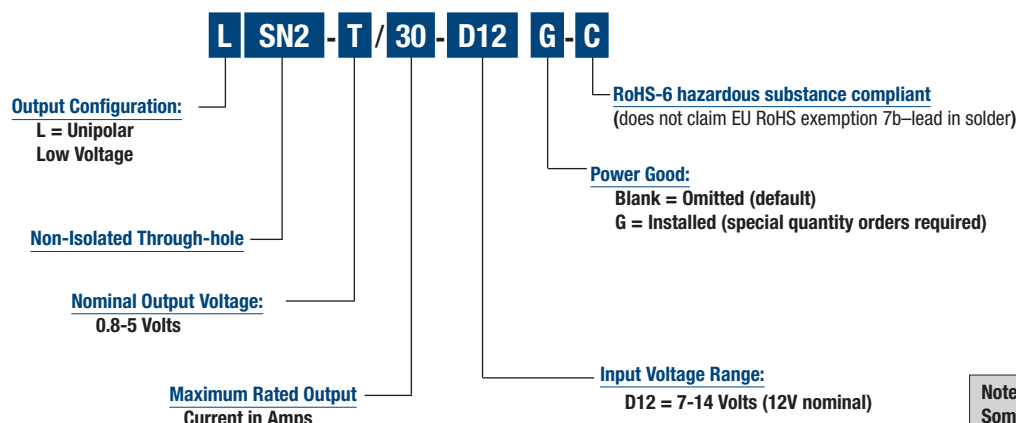 L SN2 - T / 30 - D12 G - C
Output Configuration:
L = Unipolar
Low Voltage
RoHS-6 hazardous substance compliant
(does not claim EU RoHS exemption 7b–lead in solder)
Power Good:
Blank = Omitted (default)
G = Installed (special quantity orders required)
Non-Isolated Through-hole
Nominal Output Voltage:
0.8-5 Volts
Input Voltage Range:
D12 = 7-14 Volts (12V nominal)
Maximum Rated Output
Current in Amps
Note
Som